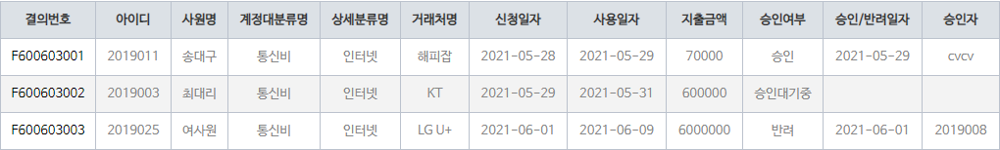 결의번호 아이디 사원명 계정대분류명 상세분류명 거래처명 신청일자 사용일자 지출금액 승인여부 승인/반려일자 승인자
F600603001 2019011 송대구 통신비 인터넷 해피잡 2021-05-28 2021-05-29 70000 승인 2021-05-29 cvcv
F600603002 2019003 최대리 통신비 인터넷 KT 2021-05-29 2021-05-31 600000 승인대기중
F600603003 2019025 여사원 통신비 인터넷 LG U+ 2021-06-01 2021-06-09 6000000 반려 2021-06-01 2019008